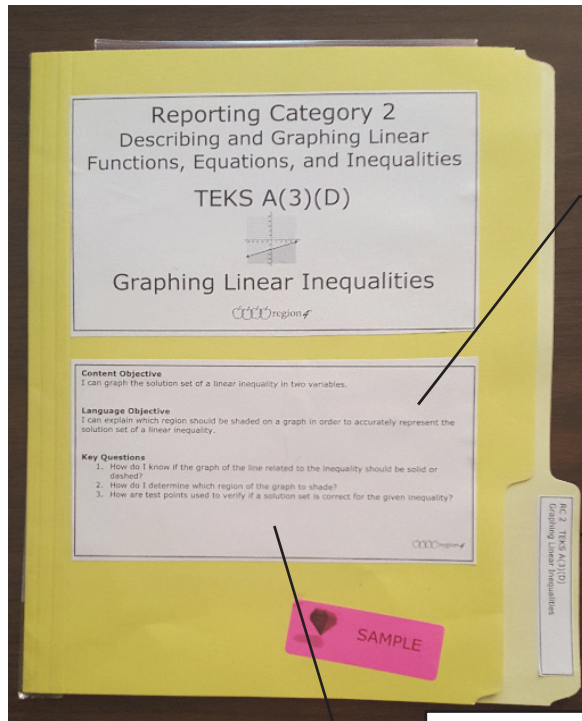 Reporting Category 2
Describing and Graphing Linear
Functions, Equations, and Inequalities
TEKS A(3)(D)
Graphing Linear Inequalities
region4
Content Objective
I can graph the solution set of a linear inequality in two variables.
Language Objective
I can explain which region should be shaded on a graph in order to accurately represent the
solution set of a linear inequality.
Key Questions
1. How do I know if the graph of the line related to the inequality should be solid or
dashed?
2. How do I determine which region of the graph to shade?
3. How are test points used to verify if a solution set is correct for the given inequality?
region4
RC 2 TEKS A(3)(D)
Graphing Linear Inequalities
SAMPLE